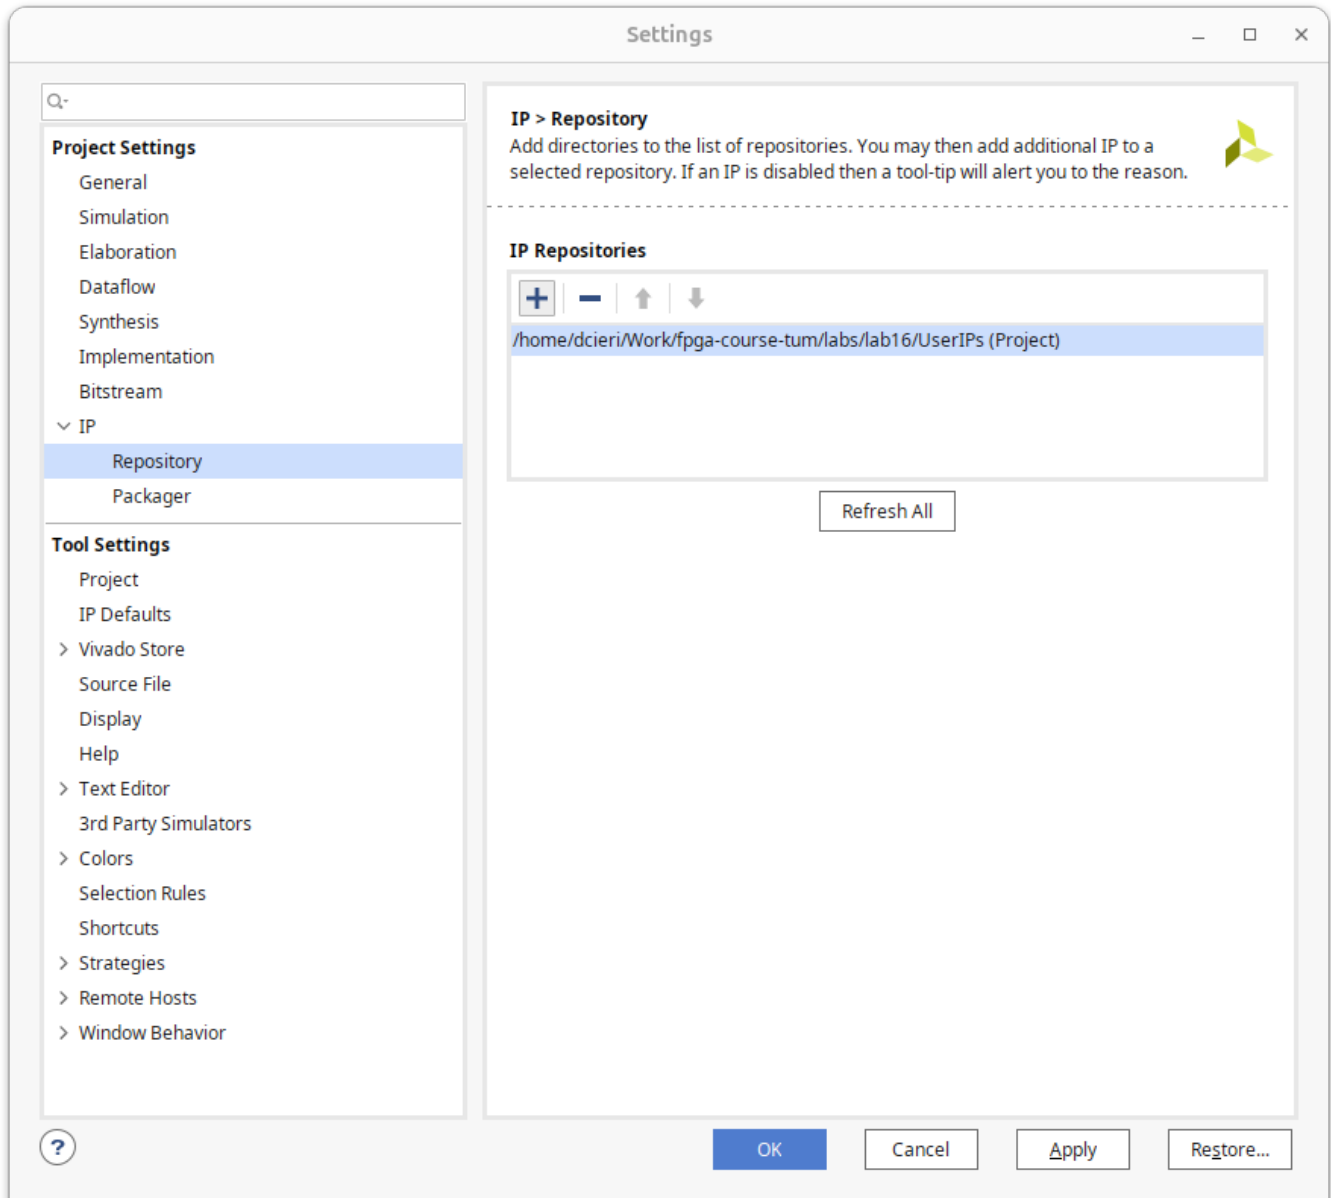 Settings
Project Settings
General
Simulation
Elaboration
Dataflow
Synthesis
Implementation
Bitstream
IP
Repository
Packager
Tool Settings
Project
IP Defaults
Vivado Store
Source File
Display
Help
Text Editor
3rd Party Simulators
Colors
Selection Rules
Shortcuts
Strategies
Remote Hosts
Window Behavior
IP > Repository
Add directories to the list of repositories. You may then add additional IP to a
selected repository. If an IP is disabled then a tool-tip will alert you to the reason.
IP Repositories
/home/dcieri/Work/fpga-course-tum/labs/lab16/UserIPs (Project)
Refresh All
?
OK
Cancel
Apply
Restore...